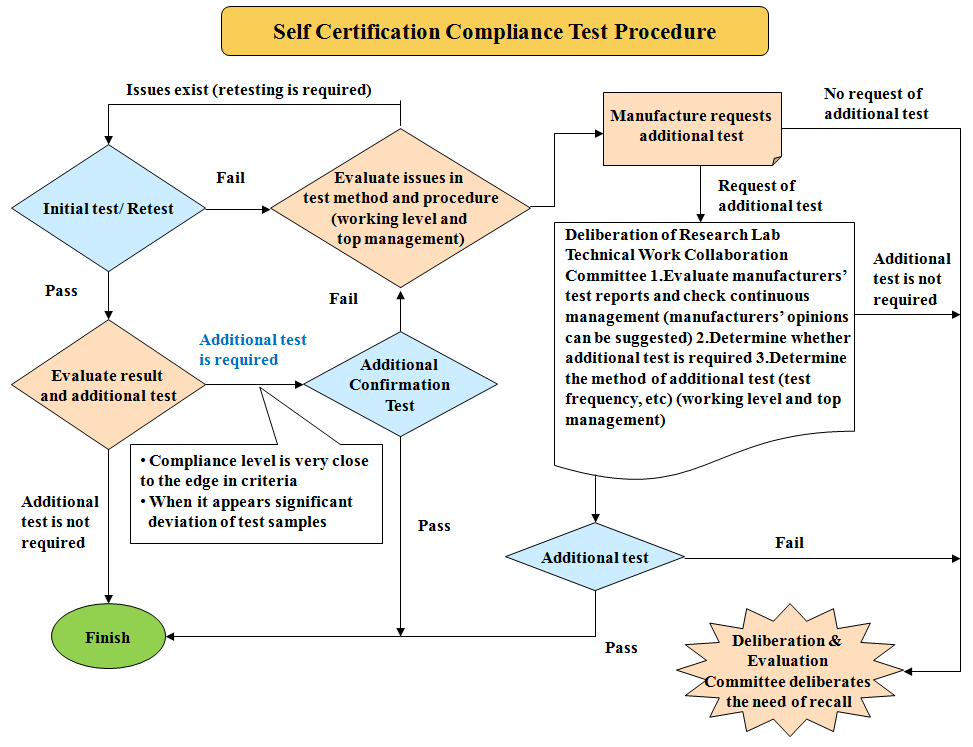 Self Certification Compliance Test Procedure
Issues exist (retesting is required)
No request of
additional test
Manufacture requests
additional test
Initial test/ Retest
Fail
Evaluate issues in
test method and procedure
(working level and
top management)
Request of
additional test
Deliberation of Research Lab
Technical Work Collaboration
Committee 1.Evaluate manufacturers’
test reports and check continuous
management (manufacturers’ opinions
can be suggested) 2.Determine whether
additional test is required 3.Determine
the method of additional test (test
frequency, etc) (working level and top
management)
Additional
test is not
required
Pass
Fail
Evaluate result
and additional test
Additional test
is required
Additional
Confirmation
Test
• Compliance level is very close
to the edge in criteria
• When it appears significant
deviation of test samples
Additional
test is not
required
Pass
Additional test
Fail
Finish
Pass
Deliberation &
Evaluation
Committee deliberates
the need of recall